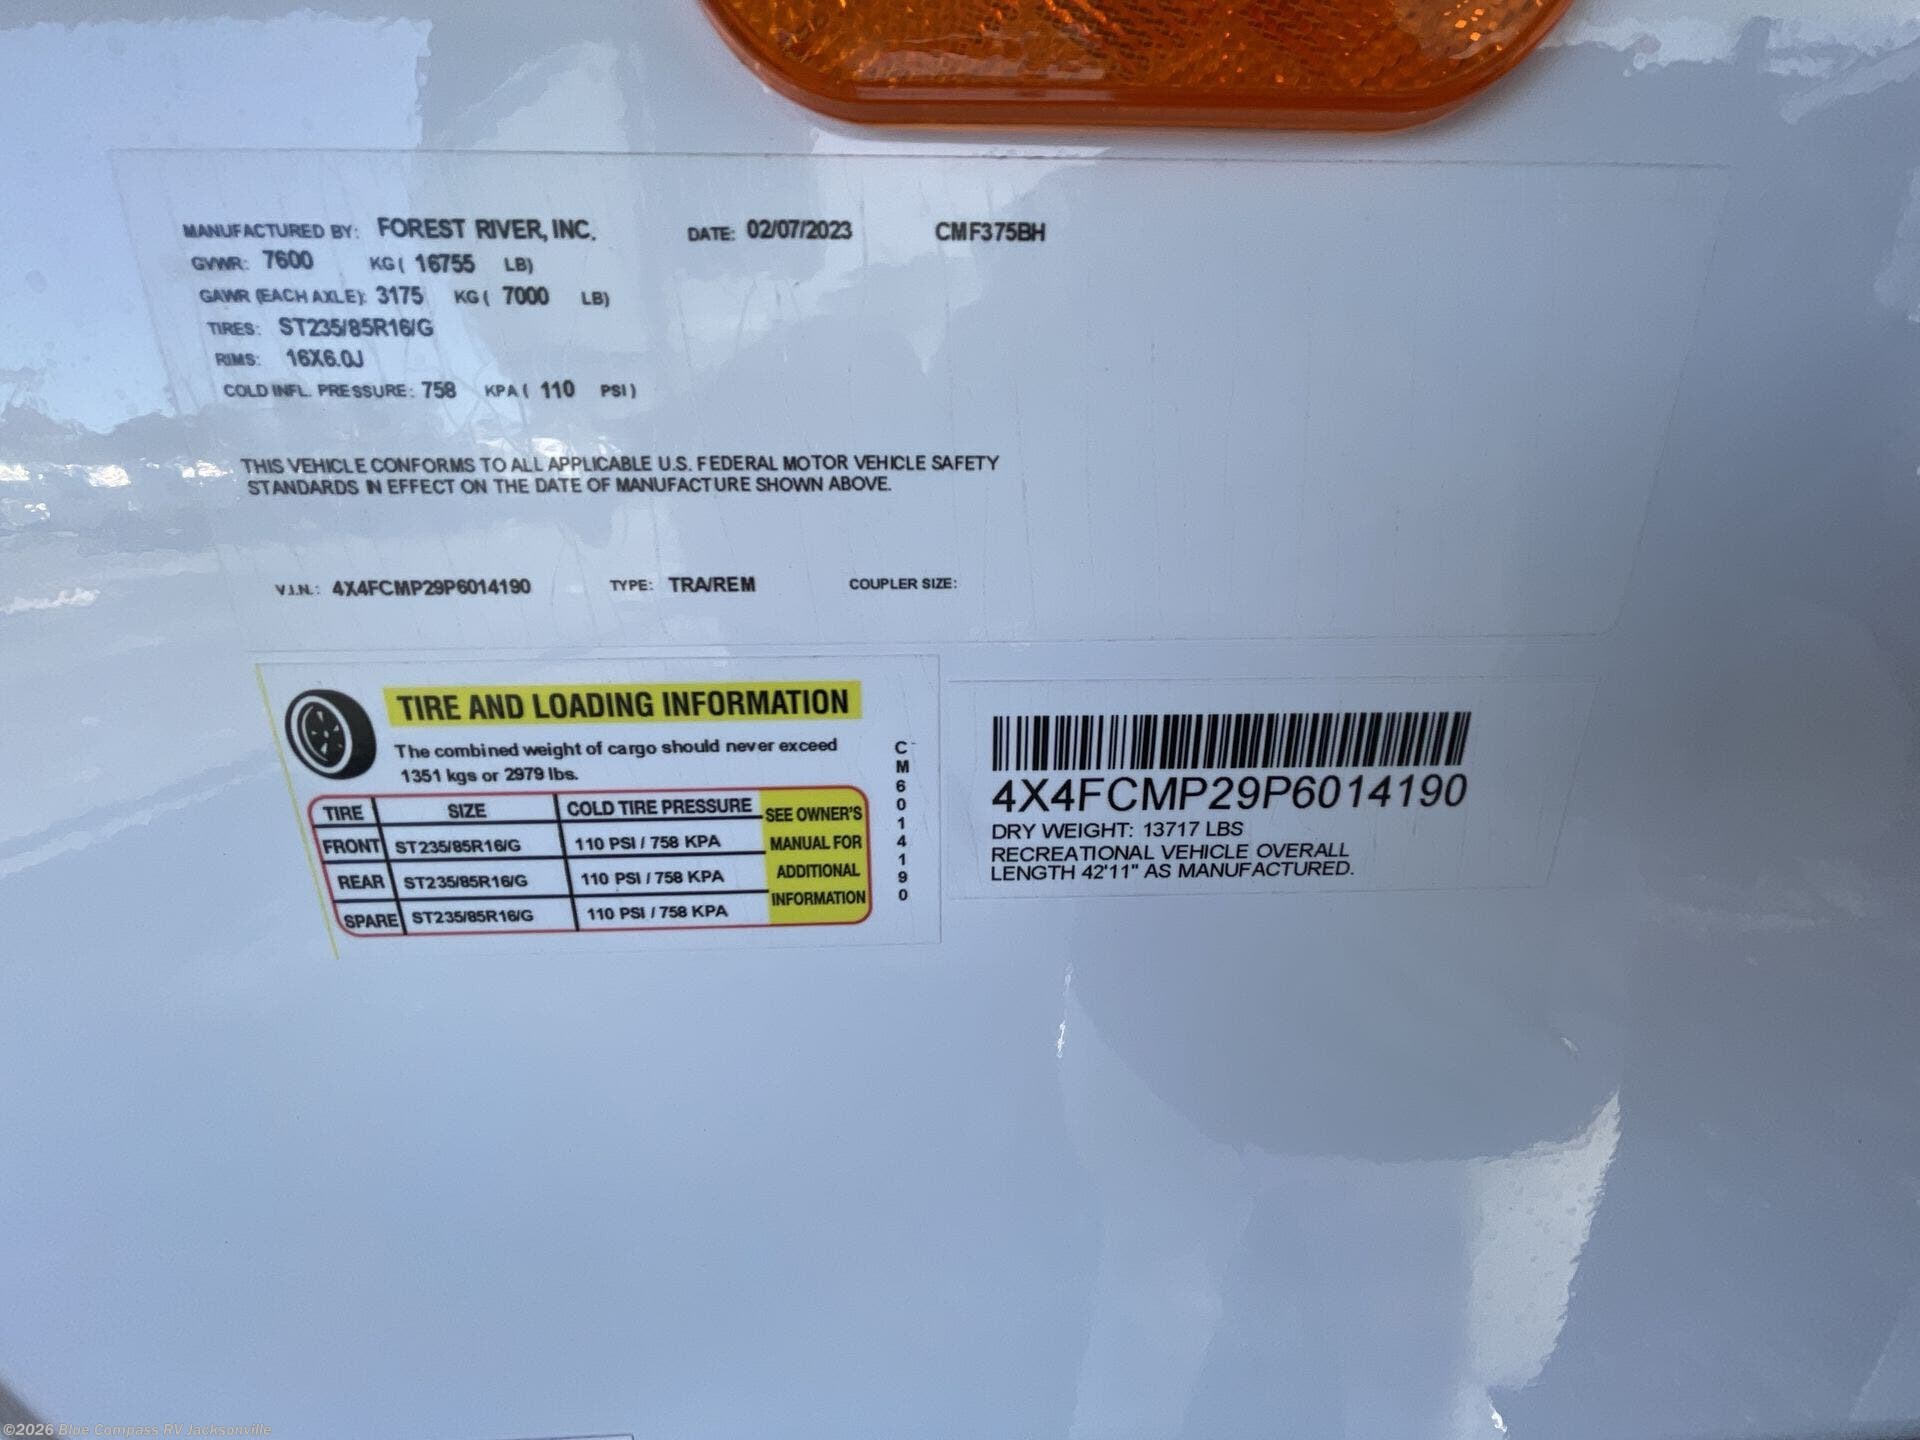 MANUFACTURED BY: FOREST RIVER, INC. DATE: 02/07/2023 CMF375BH
GVWR: 7600 KG ( 16755 LB)
GAWR (EACH AXLE): 3175 KG ( 7000 LB)
TIRES: ST235/85R16/G
RIMS: 16X6.0J
COLD INFL. PRESSURE: 758 KPA ( 110 PSI )
THIS VEHICLE CONFORMS TO ALL APPLICABLE U.S. FEDERAL MOTOR VEHICLE SAFETY
STANDARDS IN EFFECT ON THE DATE OF MANUFACTURE SHOWN ABOVE.
V.I.N.: 4X4FCMP29P6014190 TYPE: TRA/REM COUPLER SIZE:
TIRE AND LOADING INFORMATION
The combined weight of cargo should never exceed
1351 kgs or 2979 lbs.
TIRE SIZE COLD TIRE PRESSURE
FRONT ST235/85R16/G 110 PSI / 758 KPA
REAR ST235/85R16/G 110 PSI / 758 KPA
SPARE ST235/85R16/G 110 PSI / 758 KPA
SEE OWNER'S
MANUAL FOR
ADDITIONAL
INFORMATION
CM6014190
4X4FCMP29P6014190
DRY WEIGHT: 13717 LBS
RECREATIONAL VEHICLE OVERALL
LENGTH 42'11" AS MANUFACTURED.
©2026 Blue Compass RV Jacksonville